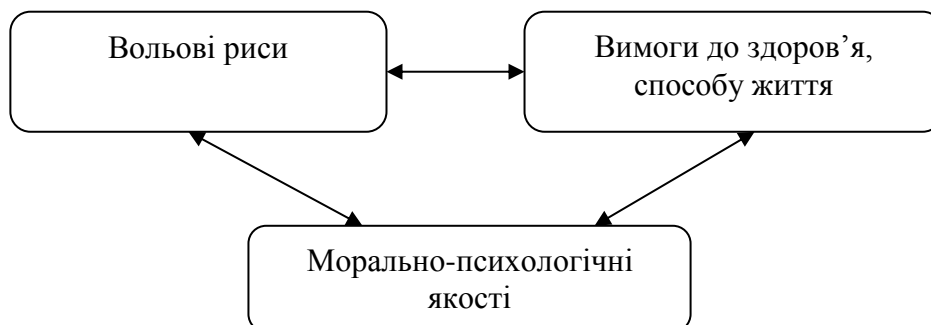 Вольові риси
Вимоги до здоров’я,
способу життя
Морально-психологічні
якості